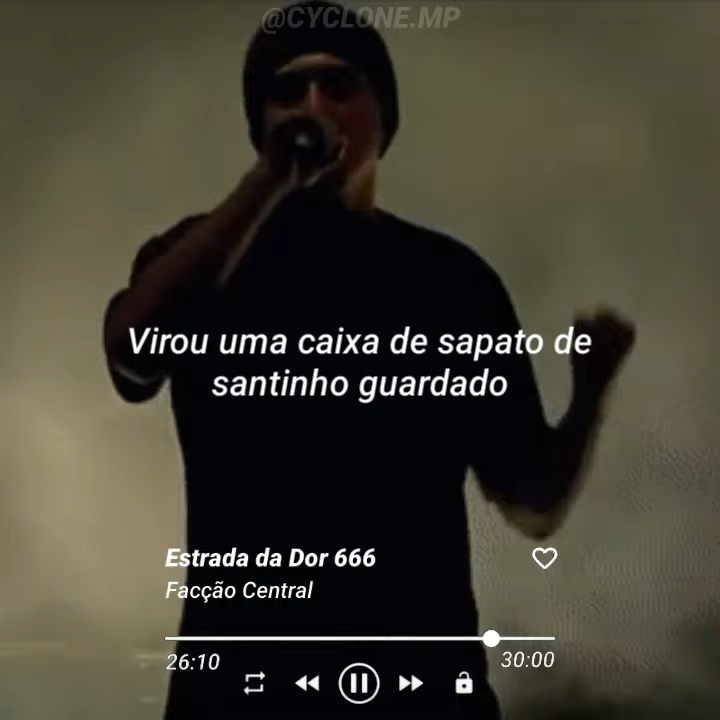 @CYCLONE.MP
Virou uma caixa de sapato de
santinho guardado
Estrada da Dor 666
Facção Central
26:10
30:00